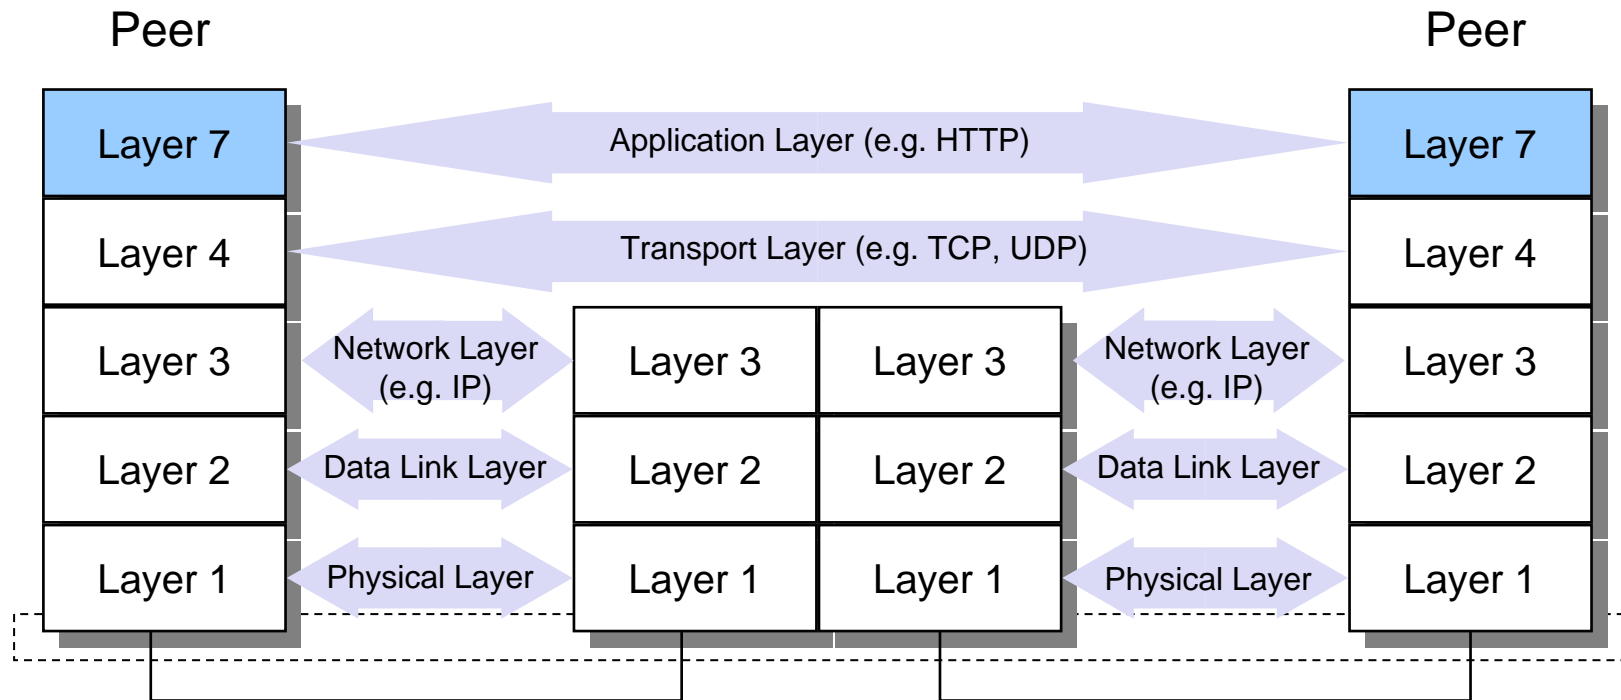 Peer
Peer
Layer 7
Application Layer (e.g. HTTP)
Layer 7
Layer 4
Transport Layer (e.g. TCP, UDP)
Layer 4
Layer 3
Network Layer
(e.g. IP)
Layer 3
Layer 3
Network Layer
(e.g. IP)
Layer 3
Layer 2
Data Link Layer
Layer 2
Layer 2
Data Link Layer
Layer 2
Layer 1
Physical Layer
Layer 1
Layer 1
Physical Layer
Layer 1